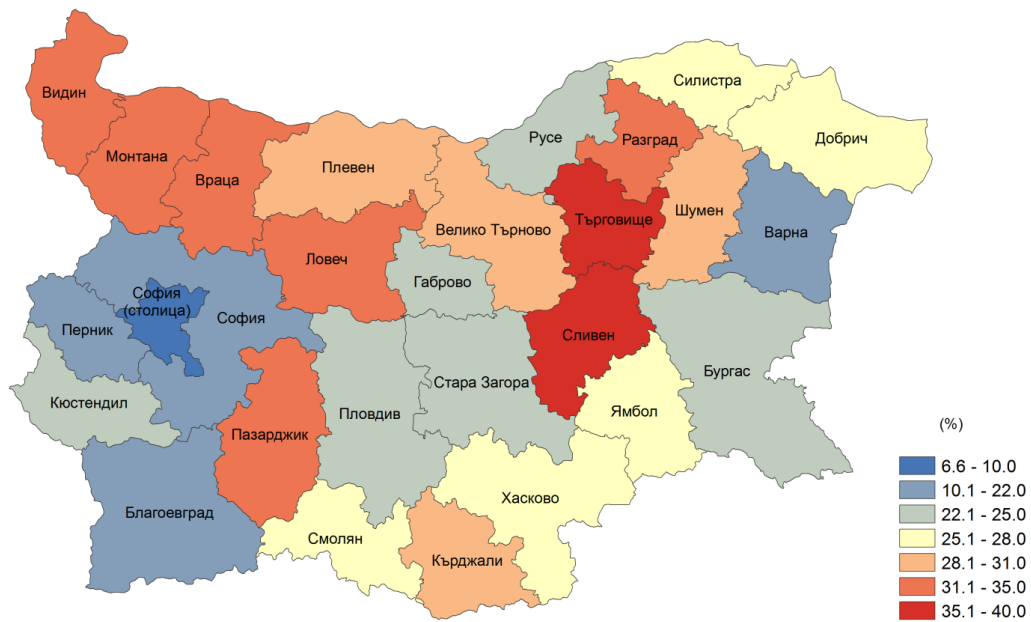 Видин
Монтана
Враца
Плевен
Ловеч
Велико Търново
Габрово
Русе
Разград
Силистра
Добрич
Търговище
Шумен
Варна
София
(столица)
София
Перник
Кюстендил
Благоевград
Пазарджик
Пловдив
Стара Загора
Сливен
Ямбол
Бургас
Хасково
Смолян
Кърджали
(%)
6.6 - 10.0
10.1 - 22.0
22.1 - 25.0
25.1 - 28.0
28.1 - 31.0
31.1 - 35.0
35.1 - 40.0